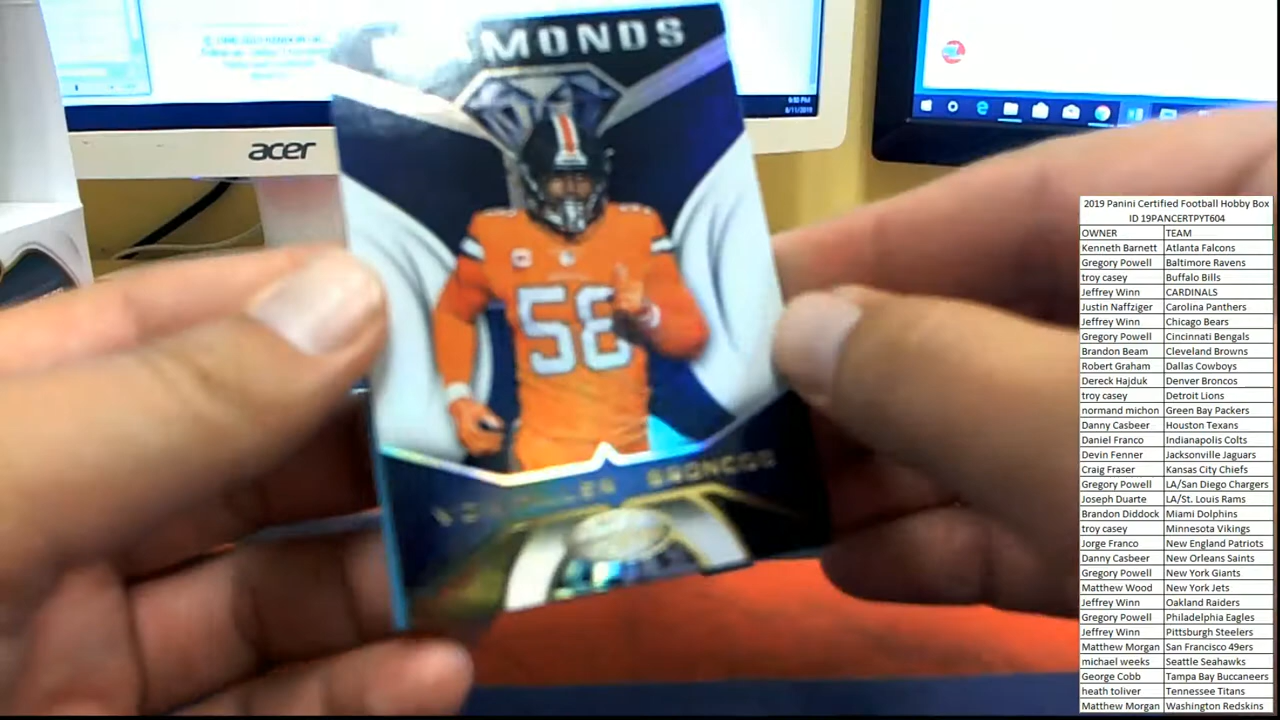 MONDS
acer
9:50 PM
8/11/2019
58
BRONCOS
2019 Panini Certified Football Hobby Box
ID 19PANCERTPYT604
OWNER TEAM
Kenneth Barnett Atlanta Falcons
Gregory Powell Baltimore Ravens
troy casey Buffalo Bills
Jeffrey Winn CARDINALS
Justin Naffziger Carolina Panthers
Jeffrey Winn Chicago Bears
Gregory Powell Cincinnati Bengals
Brandon Beam Cleveland Browns
Robert Graham Dallas Cowboys
Dereck Hajduk Denver Broncos
troy casey Detroit Lions
normand michon Green Bay Packers
Danny Casbeer Houston Texans
Daniel Franco Indianapolis Colts
Devin Fenner Jacksonville Jaguars
Craig Fraser Kansas City Chiefs
Gregory Powell LA/San Diego Chargers
Joseph Duarte LA/St. Louis Rams
Brandon Diddock Miami Dolphins
troy casey Minnesota Vikings
Jorge Franco New England Patriots
Danny Casbeer New Orleans Saints
Gregory Powell New York Giants
Matthew Wood New York Jets
Jeffrey Winn Oakland Raiders
Gregory Powell Philadelphia Eagles
Jeffrey Winn Pittsburgh Steelers
Matthew Morgan San Francisco 49ers
michael weeks Seattle Seahawks
George Cobb Tampa Bay Buccaneers
heath toliver Tennessee Titans
Matthew Morgan Washington Redskins